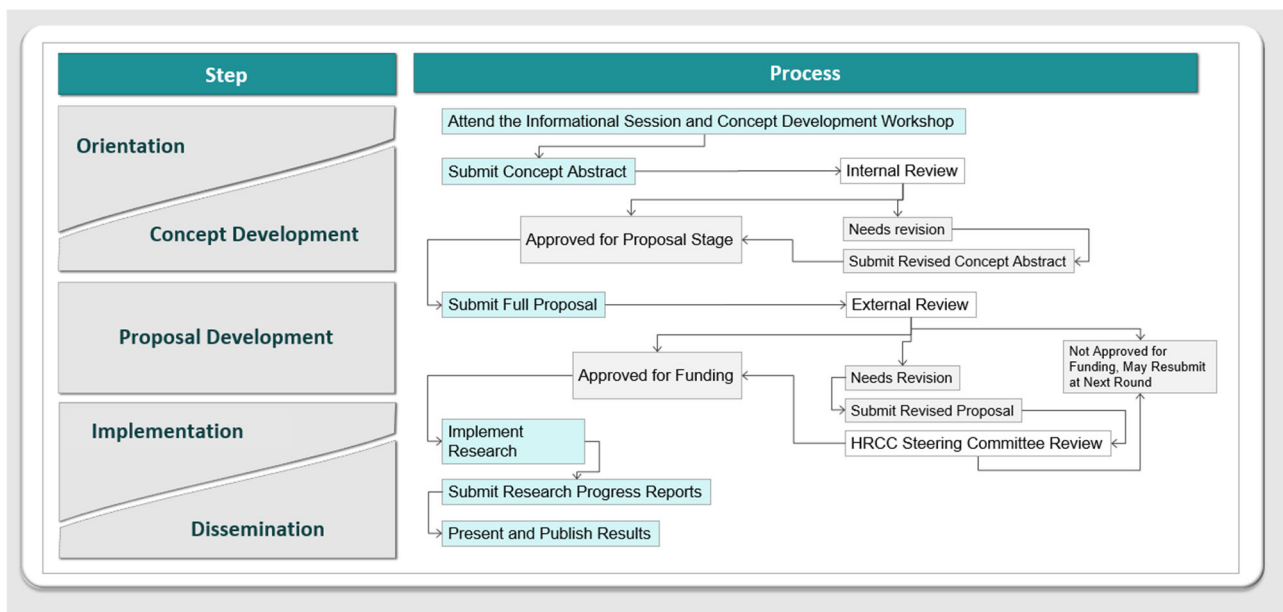 Step
Process
Orientation
Attend the Informational Session and Concept Development Workshop
Submit Concept Abstract
Internal Review
Concept Development
Approved for Proposal Stage
Needs revision
Submit Revised Concept Abstract
Proposal Development
Submit Full Proposal
External Review
Approved for Funding
Needs Revision
Not Approved for
Funding, May Resubmit
at Next Round
Submit Revised Proposal
HRCC Steering Committee Review
Implementation
Implement
Research
Submit Research Progress Reports
Dissemination
Present and Publish Results